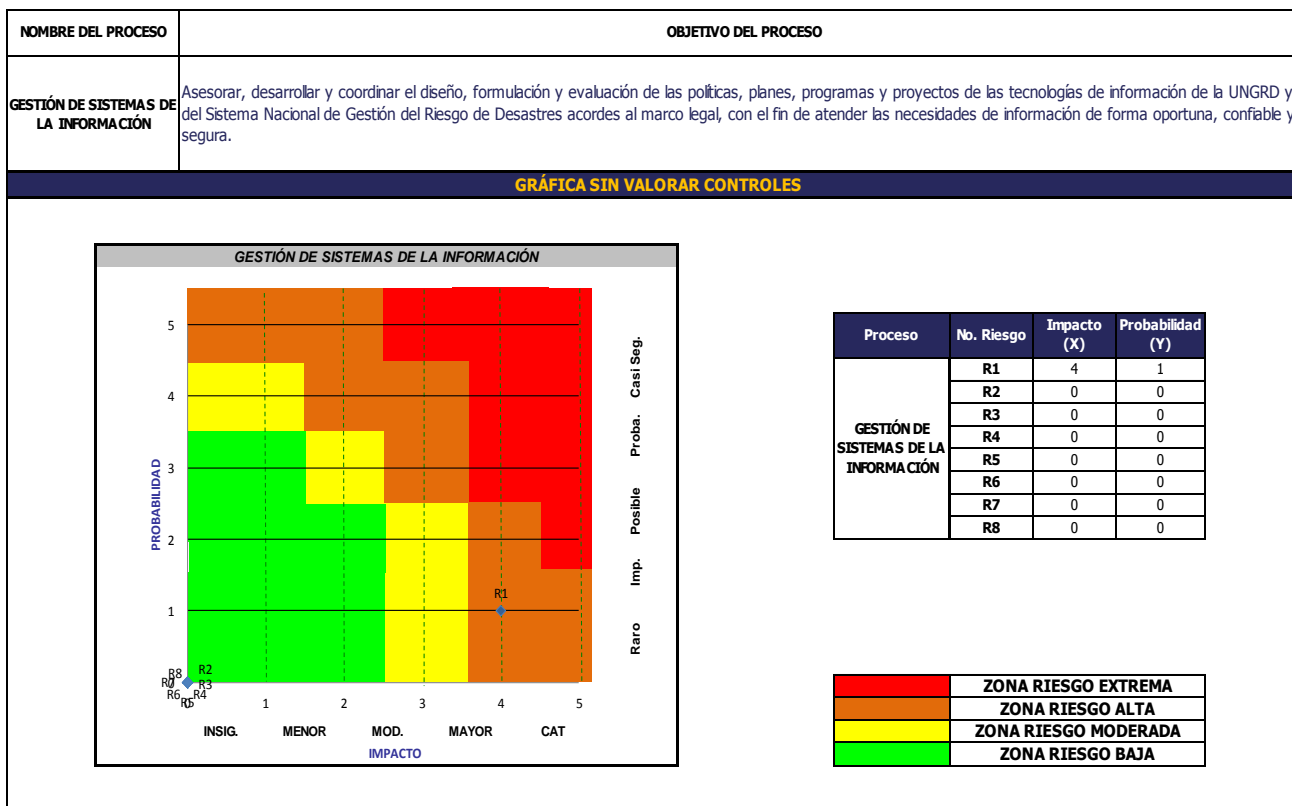 NOMBRE DEL PROCESO
OBJETIVO DEL PROCESO
GESTIÓN DE SISTEMAS DE
LA INFORMACIÓN
Asesorar, desarrollar y coordinar el diseño, formulación y evaluación de las políticas, planes, programas y proyectos de las tecnologías de información de la UNGRD y
del Sistema Nacional de Gestión del Riesgo de Desastres acordes al marco legal, con el fin de atender las necesidades de información de forma oportuna, confiable y
segura.
GRÁFICA SIN VALORAR CONTROLES
GESTIÓN DE SISTEMAS DE LA INFORMACIÓN
PROBABILIDAD
5
4
3
2
1
0
R1
R8
R2
R7
R3
R6
R4
R5
0 1 2 3 4 5
INSIG. MENOR MOD. MAYOR CAT
IMPACTO
Raro Imp. Posible Proba. Casi Seg.
Proceso No. Riesgo Impacto (X) Probabilidad (Y)
GESTIÓN DE
SISTEMAS DE LA
INFORMACIÓN
R1 4 1
R2 0 0
R3 0 0
R4 0 0
R5 0 0
R6 0 0
R7 0 0
R8 0 0
ZONA RIESGO EXTREMA
ZONA RIESGO ALTA
ZONA RIESGO MODERADA
ZONA RIESGO BAJA